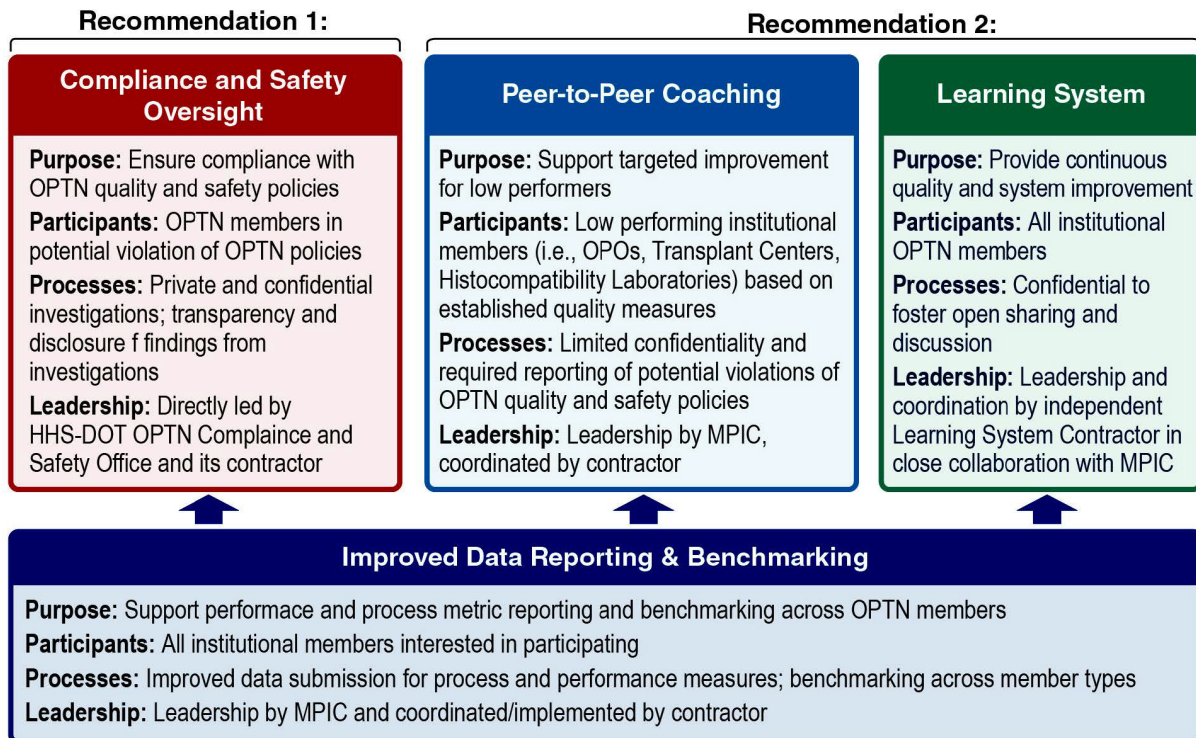 Recommendation 1:
Recommendation 2:
Compliance and Safety
Oversight
Purpose: Ensure compliance with
OPTN quality and safety policies
Participants: OPTN members in
potential violation of OPTN policies
Processes: Private and confidential
investigations; transparency and
disclosure f findings from
investigations
Leadership: Directly led by
HHS-DOT OPTN Complaince and
Safety Office and its contractor
Peer-to-Peer Coaching
Purpose: Support targeted improvement
for low performers
Participants: Low performing institutional
members (i.e., OPOs, Transplant Centers,
Histocompatibility Laboratories) based on
established quality measures
Processes: Limited confidentiality and
required reporting of potential violations of
OPTN quality and safety policies
Leadership: Leadership by MPIC,
coordinated by contractor
Learning System
Purpose: Provide continuous
quality and system improvement
Participants: All institutional
OPTN members
Processes: Confidential to
foster open sharing and
discussion
Leadership: Leadership and
coordination by independent
Learning System Contractor in
close collaboration with MPIC
Improved Data Reporting & Benchmarking
Purpose: Support performace and process metric reporting and benchmarking across OPTN members
Participants: All institutional members interested in participating
Processes: Improved data submission for process and performance measures; benchmarking across member types
Leadership: Leadership by MPIC and coordinated/implemented by contractor